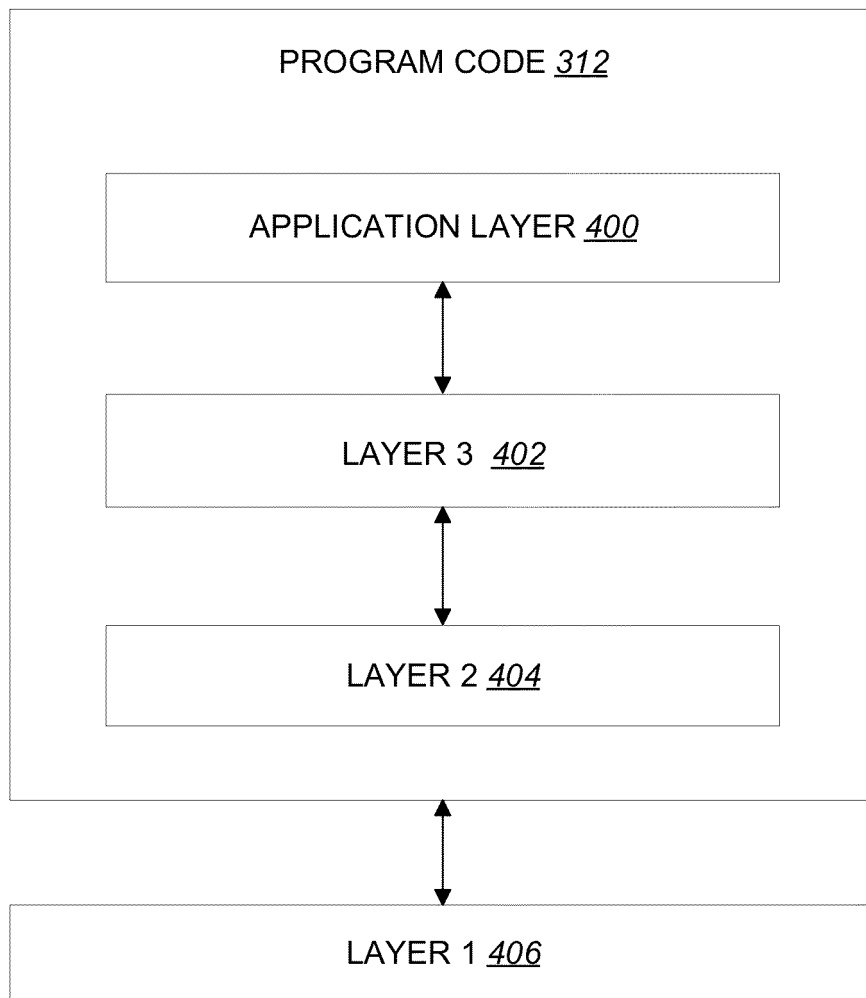 PROGRAM CODE 312
APPLICATION LAYER 400
LAYER 3 402
LAYER 2 404
LAYER 1 406